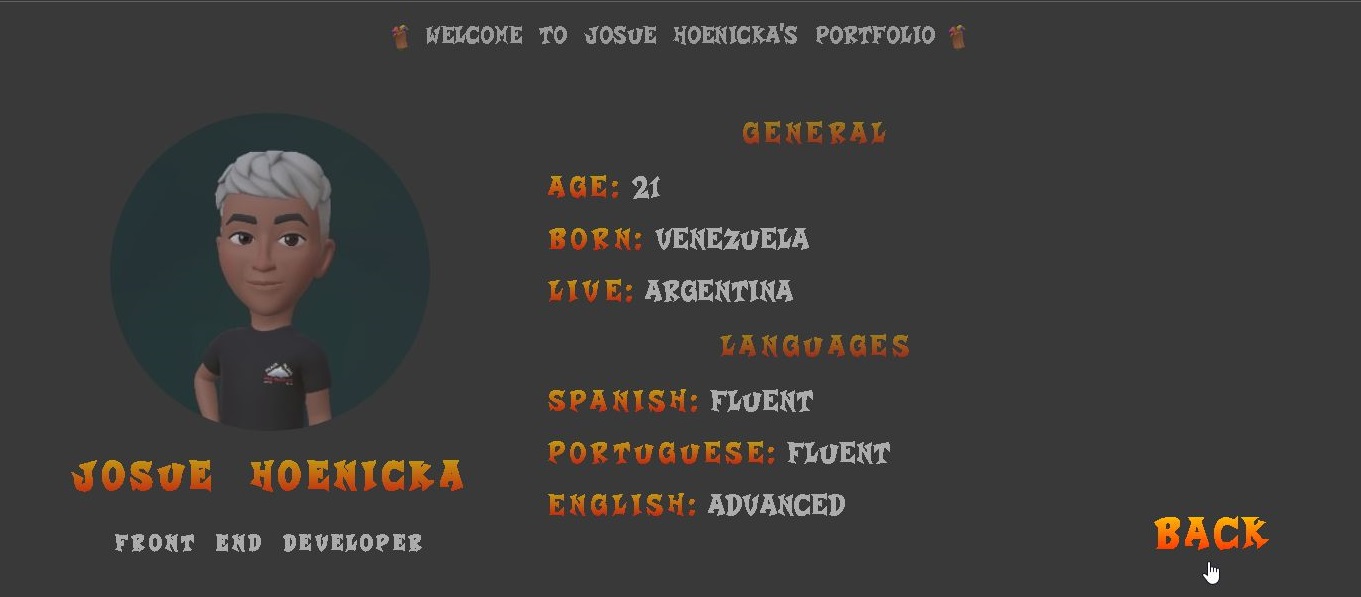 WELCOME TO JOSUE HOENICKA'S PORTFOLIO
GENERAL
AGE: 21
BORN: VENEZUELA
LIVE: ARGENTINA
LANGUAGES
SPANISH: FLUENT
PORTUGUESE: FLUENT
ENGLISH: ADVANCED
JOSUE HOENICKA
FRONT END DEVELOPER
BACK